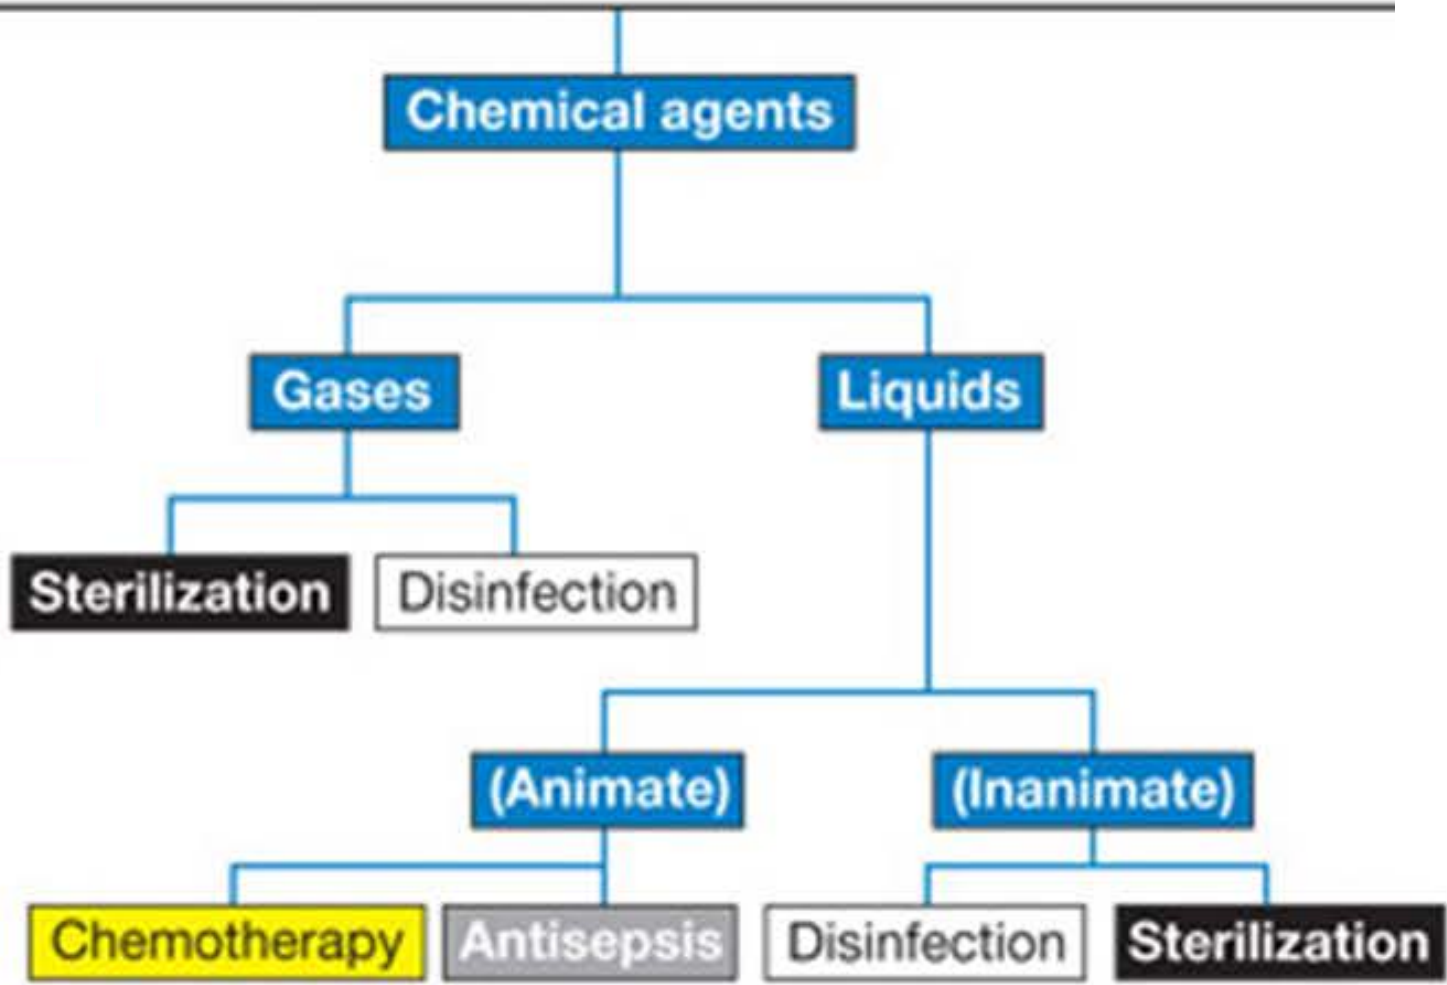 Chemical agents
Gases
Liquids
Sterilization
Disinfection
(Animate)
(Inanimate)
Chemotherapy
Antisepsis
Disinfection
Sterilization